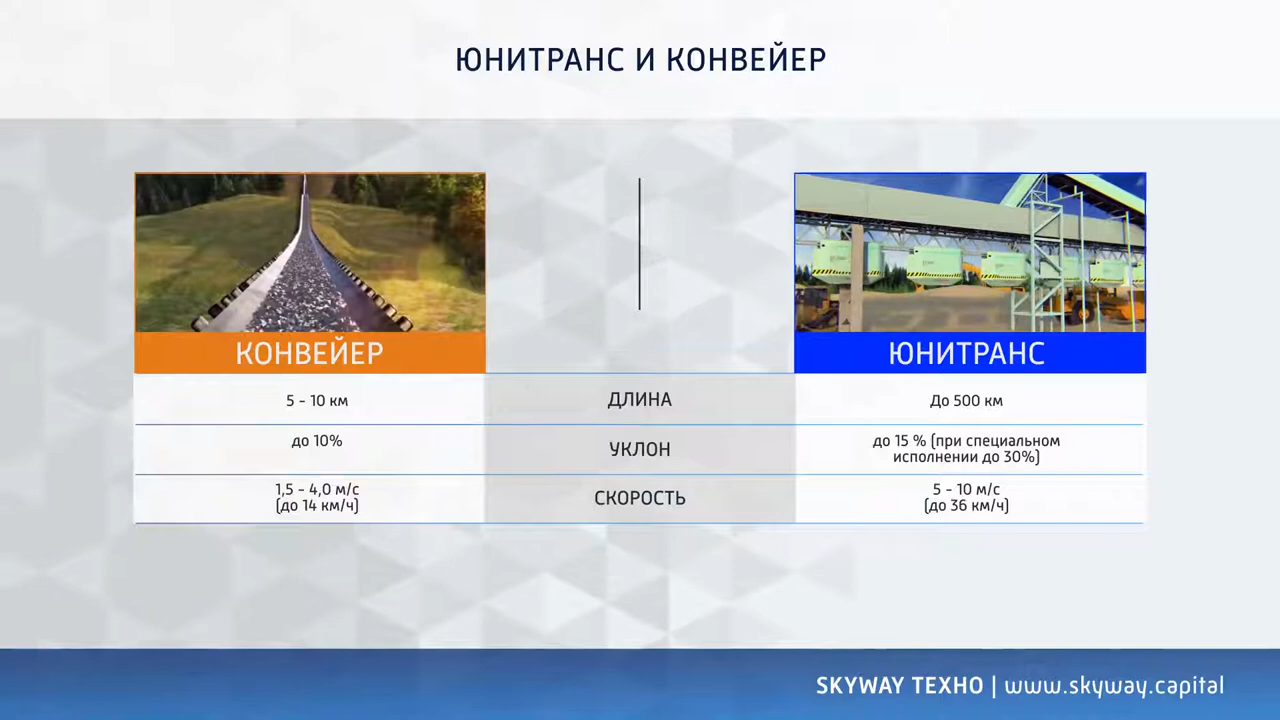 ЮНИТРАНС И КОНВЕЙЕР
КОНВЕЙЕР
ЮНИТРАНС
5 - 10 км
ДЛИНА
До 500 км
до 10%
УКЛОН
до 15 % (при специальном
исполнении до 30%)
1,5 - 4,0 м/с
(до 14 км/ч)
СКОРОСТЬ
5 - 10 м/с
(до 36 км/ч)
SKYWAY ТЕХНО | www.skyway.capital